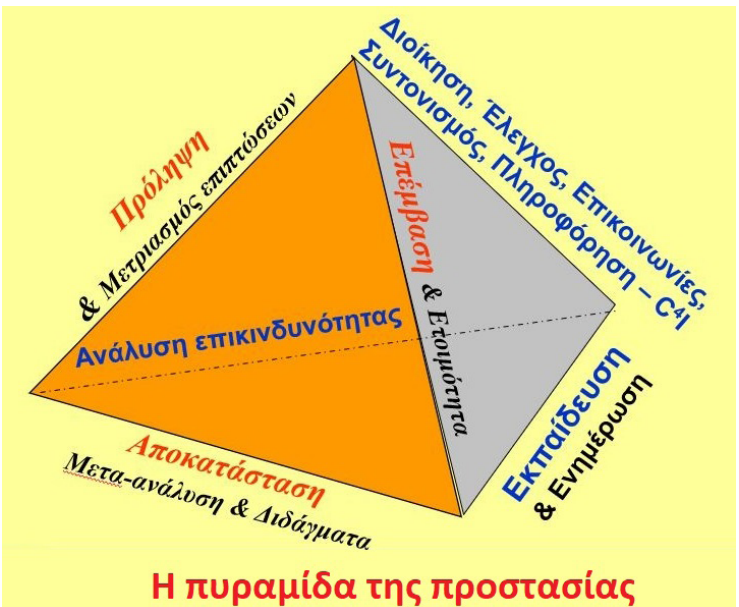 Διοίκηση, Έλεγχος, Επικοινωνίες,
Συντονισμός, Πληροφόρηση – C⁴I
Πρόληψη
& Μετριασμός επιπτώσεων
Επέμβαση & Ετοιμότητα
Ανάλυση επικινδυνότητας
Εκπαίδευση
& Ενημέρωση
Αποκατάσταση
Μετα-ανάλυση & Διδάγματα
Η πυραμίδα της προστασίας